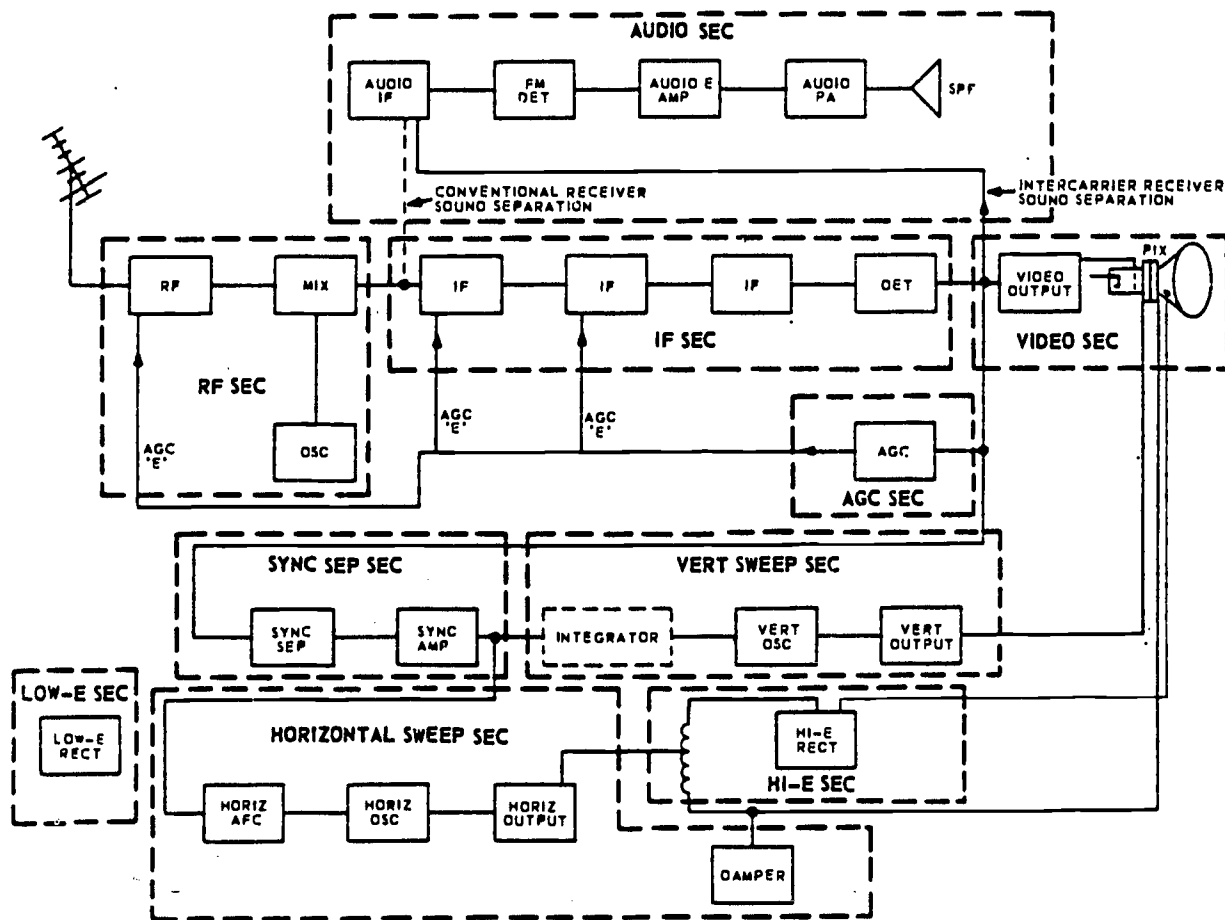 AUDIO SEC
AUDIO
IF
FM
DET
AUDIO E
AMP
AUDIO
PA
SPF
CONVENTIONAL RECEIVER
SOUND SEPARATION
INTERCARRIER RECEIVER
SOUND SEPARATION
RF
MIX
IF
IF
IF
DET
VIDEO
OUTPUT
PIX
IF SEC
VIDEO SEC
RF SEC
OSC
AGC
'E'
AGC
'E'
AGC
'E'
AGC
AGC SEC
SYNC SEP SEC
VERT SWEEP SEC
SYNC
SEP
SYNC
AMP
INTEGRATOR
VERT
OSC
VERT
OUTPUT
LOW-E SEC
LOW-E
RECT
HORIZONTAL SWEEP SEC
HI-E
RECT
HI-E SEC
HORIZ
AFC
HORIZ
OSC
HORIZ
OUTPUT
DAMPER